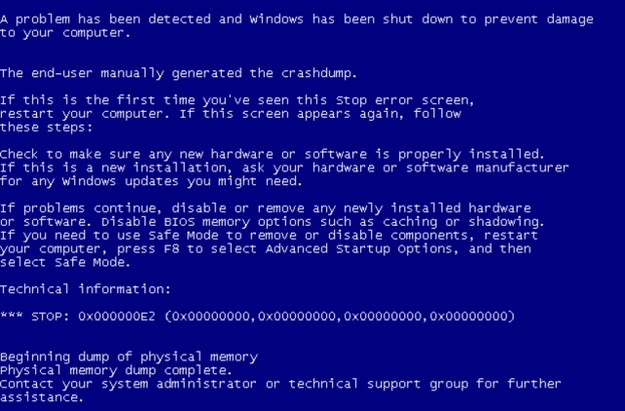 A problem has been detected and Windows has been shut down to prevent damage
to your computer.
The end-user manually generated the crashdump.
If this is the first time you've seen this Stop error screen,
restart your computer. If this screen appears again, follow
these steps:
Check to make sure any new hardware or software is properly installed.
If this is a new installation, ask your hardware or software manufacturer
for any Windows updates you might need.
If problems continue, disable or remove any newly installed hardware
or software. Disable BIOS memory options such as caching or shadowing.
If you need to use Safe Mode to remove or disable components, restart
your computer, press F8 to select Advanced Startup Options, and then
select Safe Mode.
Technical information:
*** STOP: 0x000000E2 (0x00000000,0x00000000,0x00000000,0x00000000)
Beginning dump of physical memory
Physical memory dump complete.
Contact your system administrator or technical support group for further
assistance.